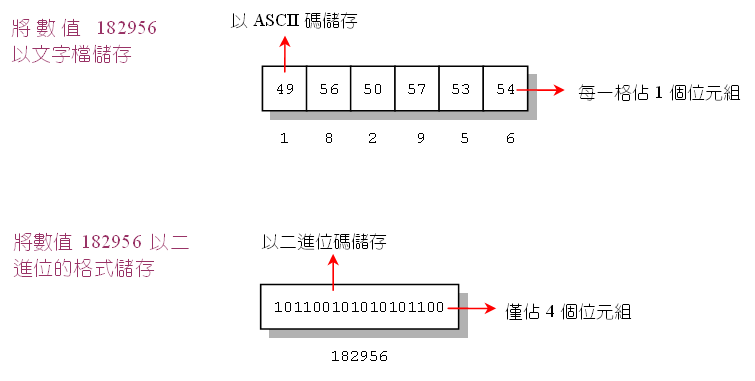 將數值 182956
以文字檔儲存
以 ASCII 碼儲存
49 56 50 57 53 54
每一格佔 1 個位元組
1 8 2 9 5 6
將數值 182956 以二
進位的格式儲存
以二進位碼儲存
101100101010101100
僅佔 4 個位元組
182956